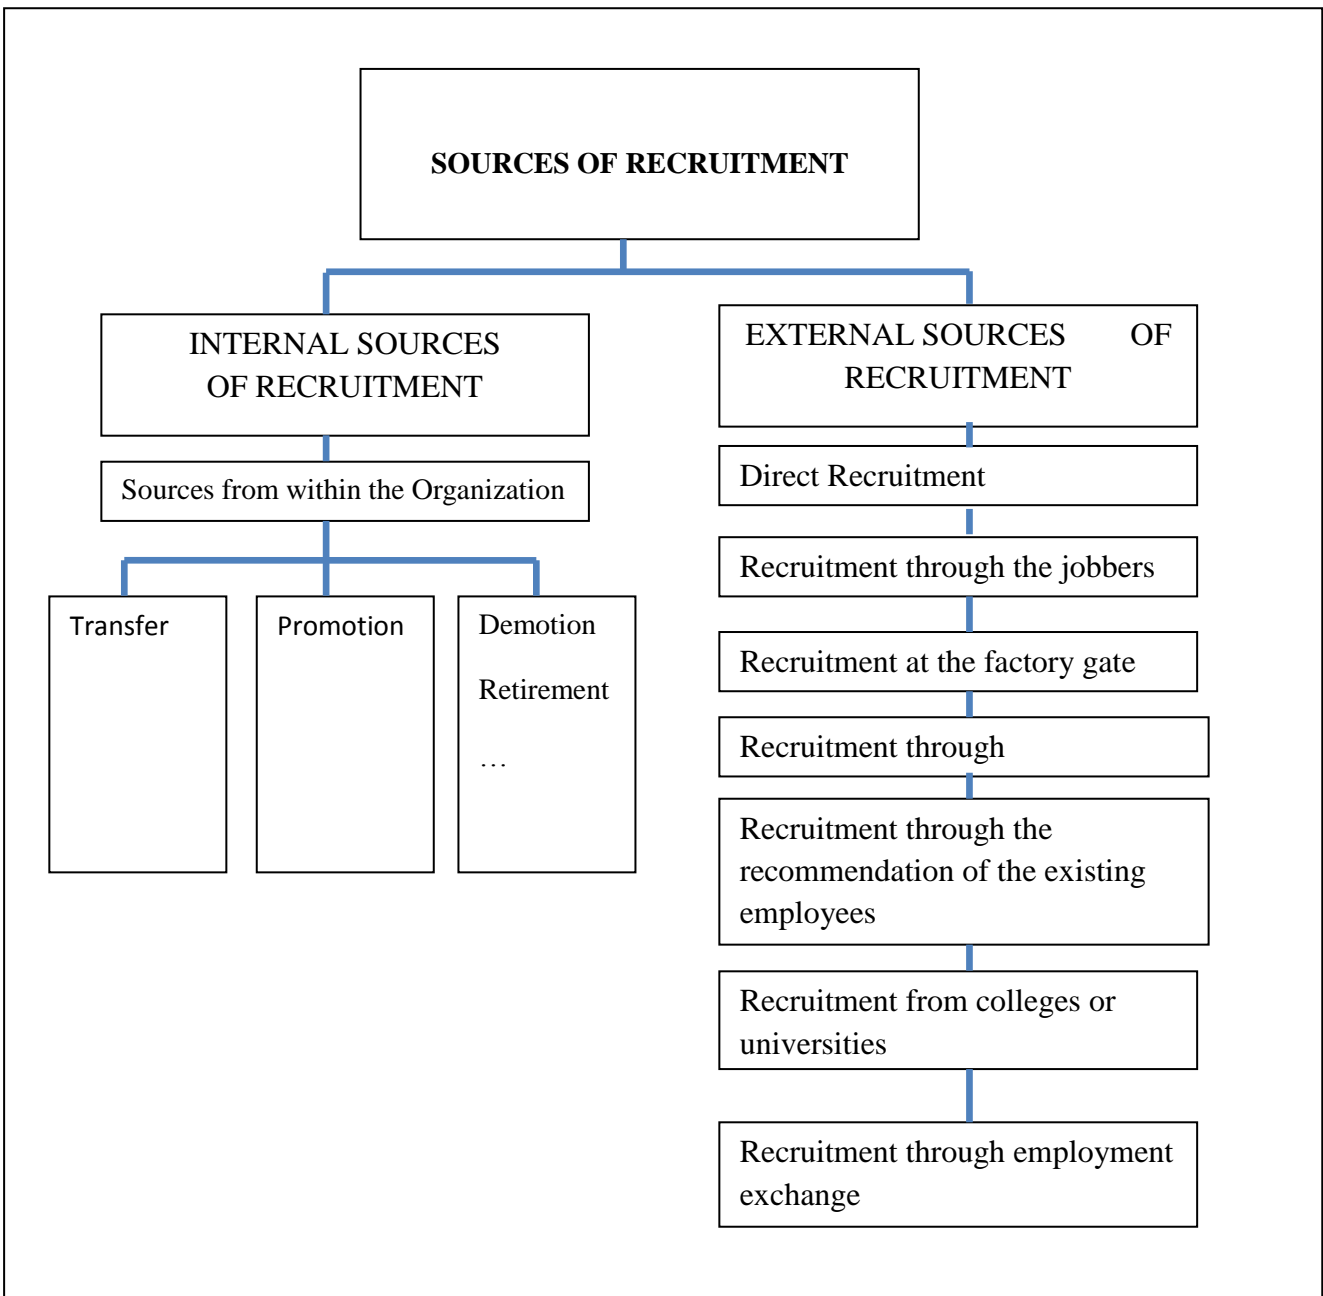 SOURCES OF RECRUITMENT
INTERNAL SOURCES
OF RECRUITMENT
Sources from within the Organization
Transfer
Promotion
Demotion
Retirement
…
EXTERNAL SOURCES OF
RECRUITMENT
Direct Recruitment
Recruitment through the jobbers
Recruitment at the factory gate
Recruitment through
Recruitment through the
recommendation of the existing
employees
Recruitment from colleges or
universities
Recruitment through employment
exchange